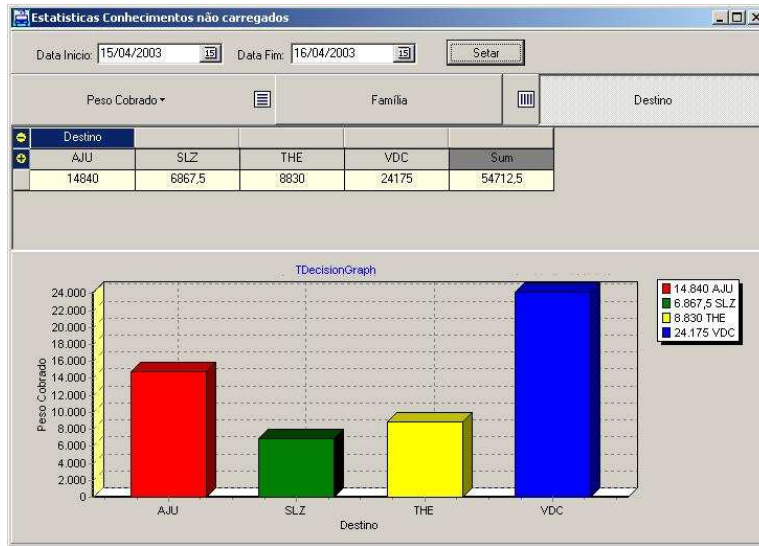 Estatisticas Conhecimentos não carregados
Data Inicio: 15/04/2003 15 Data Fim: 16/04/2003 15 Setar
Peso Cobrado Família Destino
Destino
AJU SLZ THE VDC Sum
14840 6867,5 8830 24175 54712,5
TDecisionGraph
24.000
22.000
20.000
18.000
16.000
14.000
12.000
10.000
8.000
6.000
4.000
2.000
0
Peso Cobrado
AJU SLZ THE VDC
Destino
14.840 AJU
6.867,5 SLZ
8.830 THE
24.175 VDC